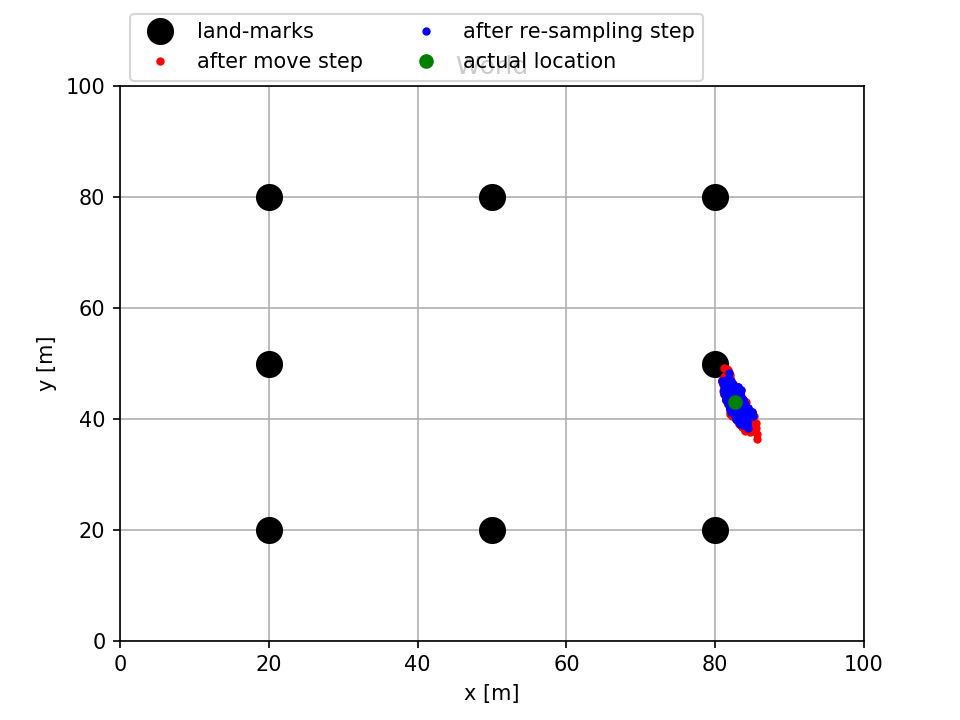 land-marks
after move step
after re-sampling step
actual location
World
100
80
60
40
20
0
y [m]
0 20 40 60 80 100
x [m]